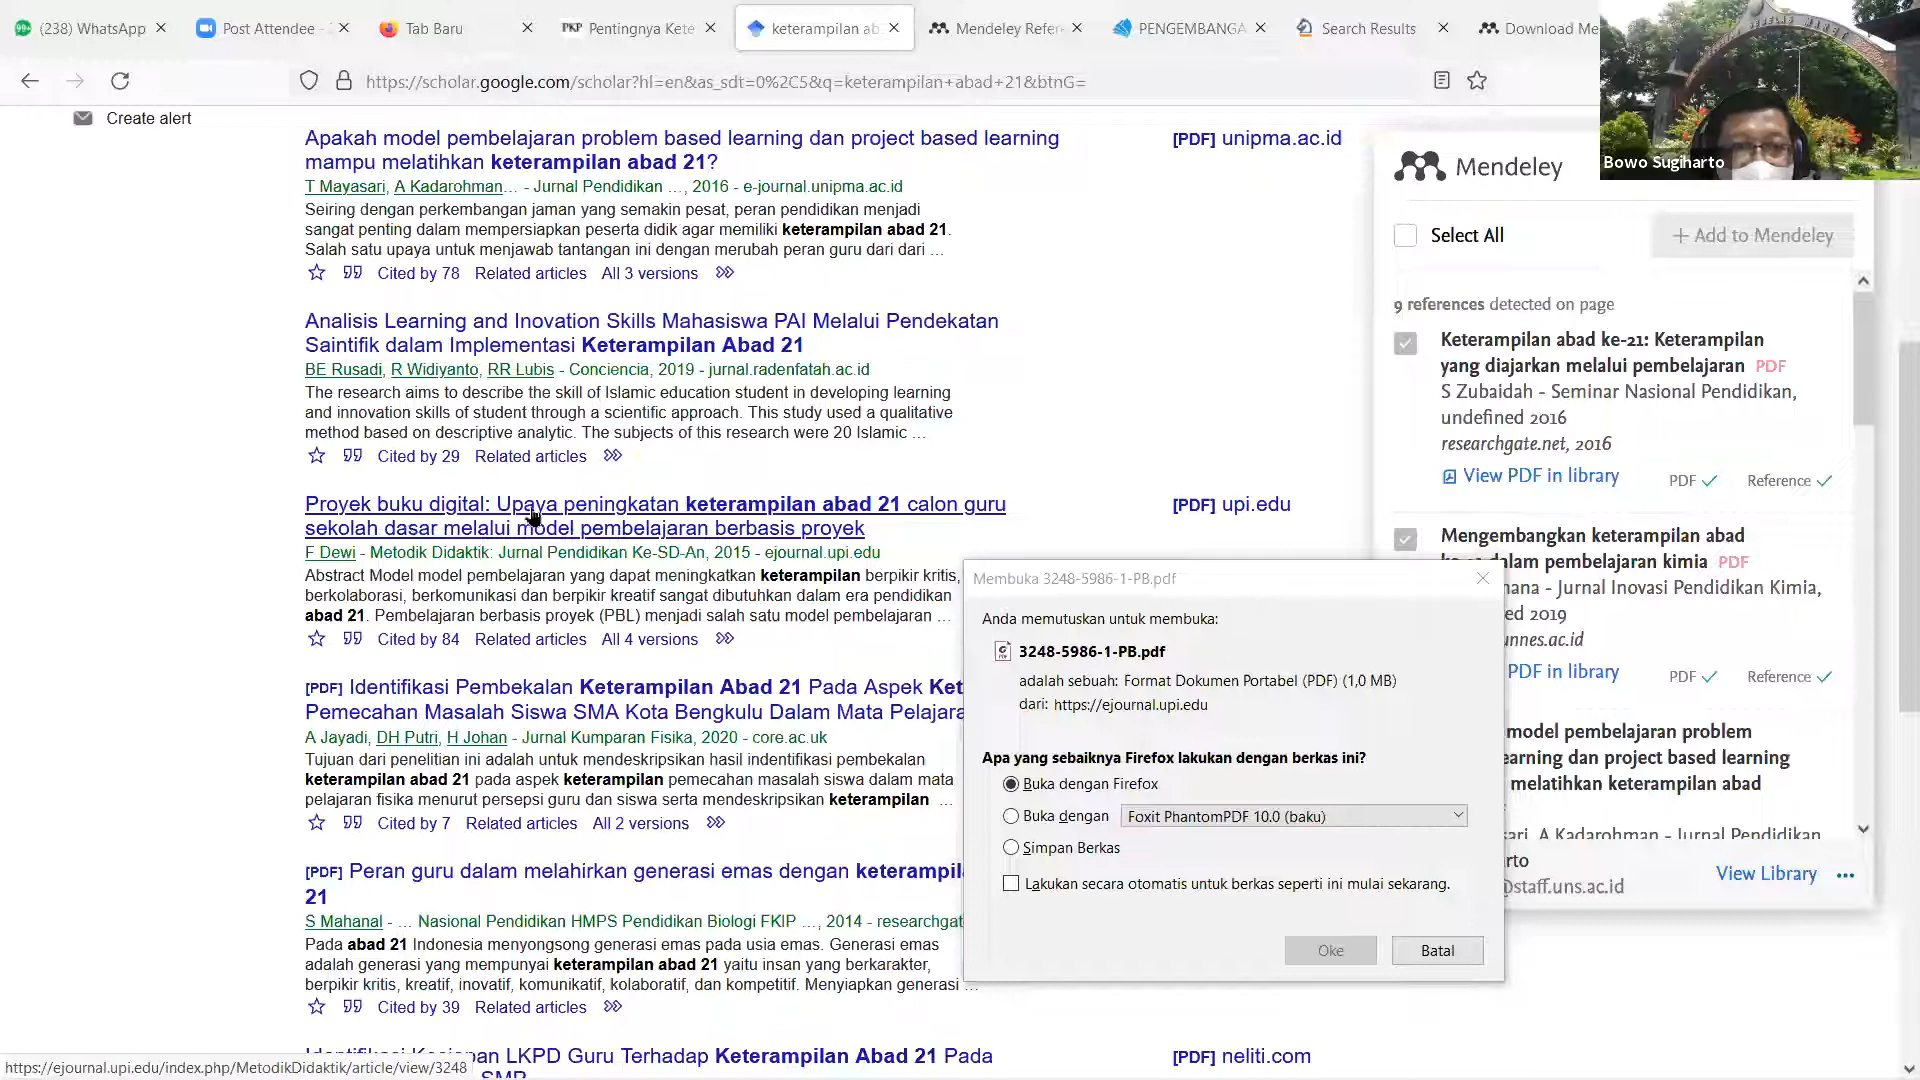 (238) WhatsApp
Post Attendee -
Tab Baru
Pentingnya Kete
keterampilan ab
Mendeley Refer
PENGEMBANGA
Search Results
Download Me
https://scholar.google.com/scholar?hl=en&as_sdt=0%2C5&q=keterampilan+abad+21&btnG=
Bowo Sugiharto
Create alert
Apakah model pembelajaran problem based learning dan project based learning
mampu melatihkan keterampilan abad 21?
[PDF] unipma.ac.id
T Mayasari, A Kadarohman… - Jurnal Pendidikan …, 2016 - e-journal.unipma.ac.id
Seiring dengan perkembangan jaman yang semakin pesat, peran pendidikan menjadi
sangat penting dalam mempersiapkan peserta didik agar memiliki keterampilan abad 21.
Salah satu upaya untuk menjawab tantangan ini dengan merubah peran guru dari dari …
Cited by 78 Related articles All 3 versions
Analisis Learning and Inovation Skills Mahasiswa PAI Melalui Pendekatan
Saintifik dalam Implementasi Keterampilan Abad 21
BE Rusadi, R Widiyanto, RR Lubis - Conciencia, 2019 - jurnal.radenfatah.ac.id
The research aims to describe the skill of Islamic education student in developing learning
and innovation skills of student through a scientific approach. This study used a qualitative
method based on descriptive analytic. The subjects of this research were 20 Islamic …
Cited by 29 Related articles
Proyek buku digital: Upaya peningkatan keterampilan abad 21 calon guru
sekolah dasar melalui model pembelajaran berbasis proyek
[PDF] upi.edu
F Dewi - Metodik Didaktik: Jurnal Pendidikan Ke-SD-An, 2015 - ejournal.upi.edu
Abstract Model model pembelajaran yang dapat meningkatkan keterampilan berpikir kritis,
berkolaborasi, berkomunikasi dan berpikir kreatif sangat dibutuhkan dalam era pendidikan
abad 21. Pembelajaran berbasis proyek (PBL) menjadi salah satu model pembelajaran …
Cited by 84 Related articles All 4 versions
[PDF] Identifikasi Pembekalan Keterampilan Abad 21 Pada Aspek Ket
Pemecahan Masalah Siswa SMA Kota Bengkulu Dalam Mata Pelajara
A Jayadi, DH Putri, H Johan - Jurnal Kumparan Fisika, 2020 - core.ac.uk
Tujuan dari penelitian ini adalah untuk mendeskripsikan hasil indentifikasi pembekalan
keterampilan abad 21 pada aspek keterampilan pemecahan masalah siswa dalam mata
pelajaran fisika menurut persepsi guru dan siswa serta mendeskripsikan keterampilan …
Cited by 7 Related articles All 2 versions
[PDF] Peran guru dalam melahirkan generasi emas dengan keterampil
21
S Mahanal - … Nasional Pendidikan HMPS Pendidikan Biologi FKIP …, 2014 - researchgat
Pada abad 21 Indonesia menyongsong generasi emas pada usia emas. Generasi emas
adalah generasi yang mempunyai keterampilan abad 21 yaitu insan yang berkarakter,
berpikir kritis, kreatif, inovatif, komunikatif, kolaboratif, dan kompetitif. Menyiapkan generasi …
Cited by 39 Related articles
LKPD Guru Terhadap Keterampilan Abad 21 Pada
[PDF] neliti.com
https://ejournal.upi.edu/index.php/MetodikDidaktik/article/view/3248
Membuka 3248-5986-1-PB.pdf
Anda memutuskan untuk membuka:
3248-5986-1-PB.pdf
adalah sebuah: Format Dokumen Portabel (PDF) (1,0 MB)
dari: https://ejournal.upi.edu
Apa yang sebaiknya Firefox lakukan dengan berkas ini?
Buka dengan Firefox
Buka dengan Foxit PhantomPDF 10.0 (baku)
Simpan Berkas
Lakukan secara otomatis untuk berkas seperti ini mulai sekarang.
Oke Batal
Mendeley
Select All
+ Add to Mendeley
9 references detected on page
Keterampilan abad ke-21: Keterampilan
yang diajarkan melalui pembelajaran PDF
S Zubaidah - Seminar Nasional Pendidikan,
undefined 2016
researchgate.net, 2016
View PDF in library PDF Reference
Mengembangkan keterampilan abad
dalam pembelajaran kimia PDF
nana - Jurnal Inovasi Pendidikan Kimia,
ed 2019
nnes.ac.id
PDF in library PDF Reference
model pembelajaran problem
earning dan project based learning
melatihkan keterampilan abad
sari, A Kadarohman - Jurnal Pendidikan
rto
@staff.uns.ac.id
View Library